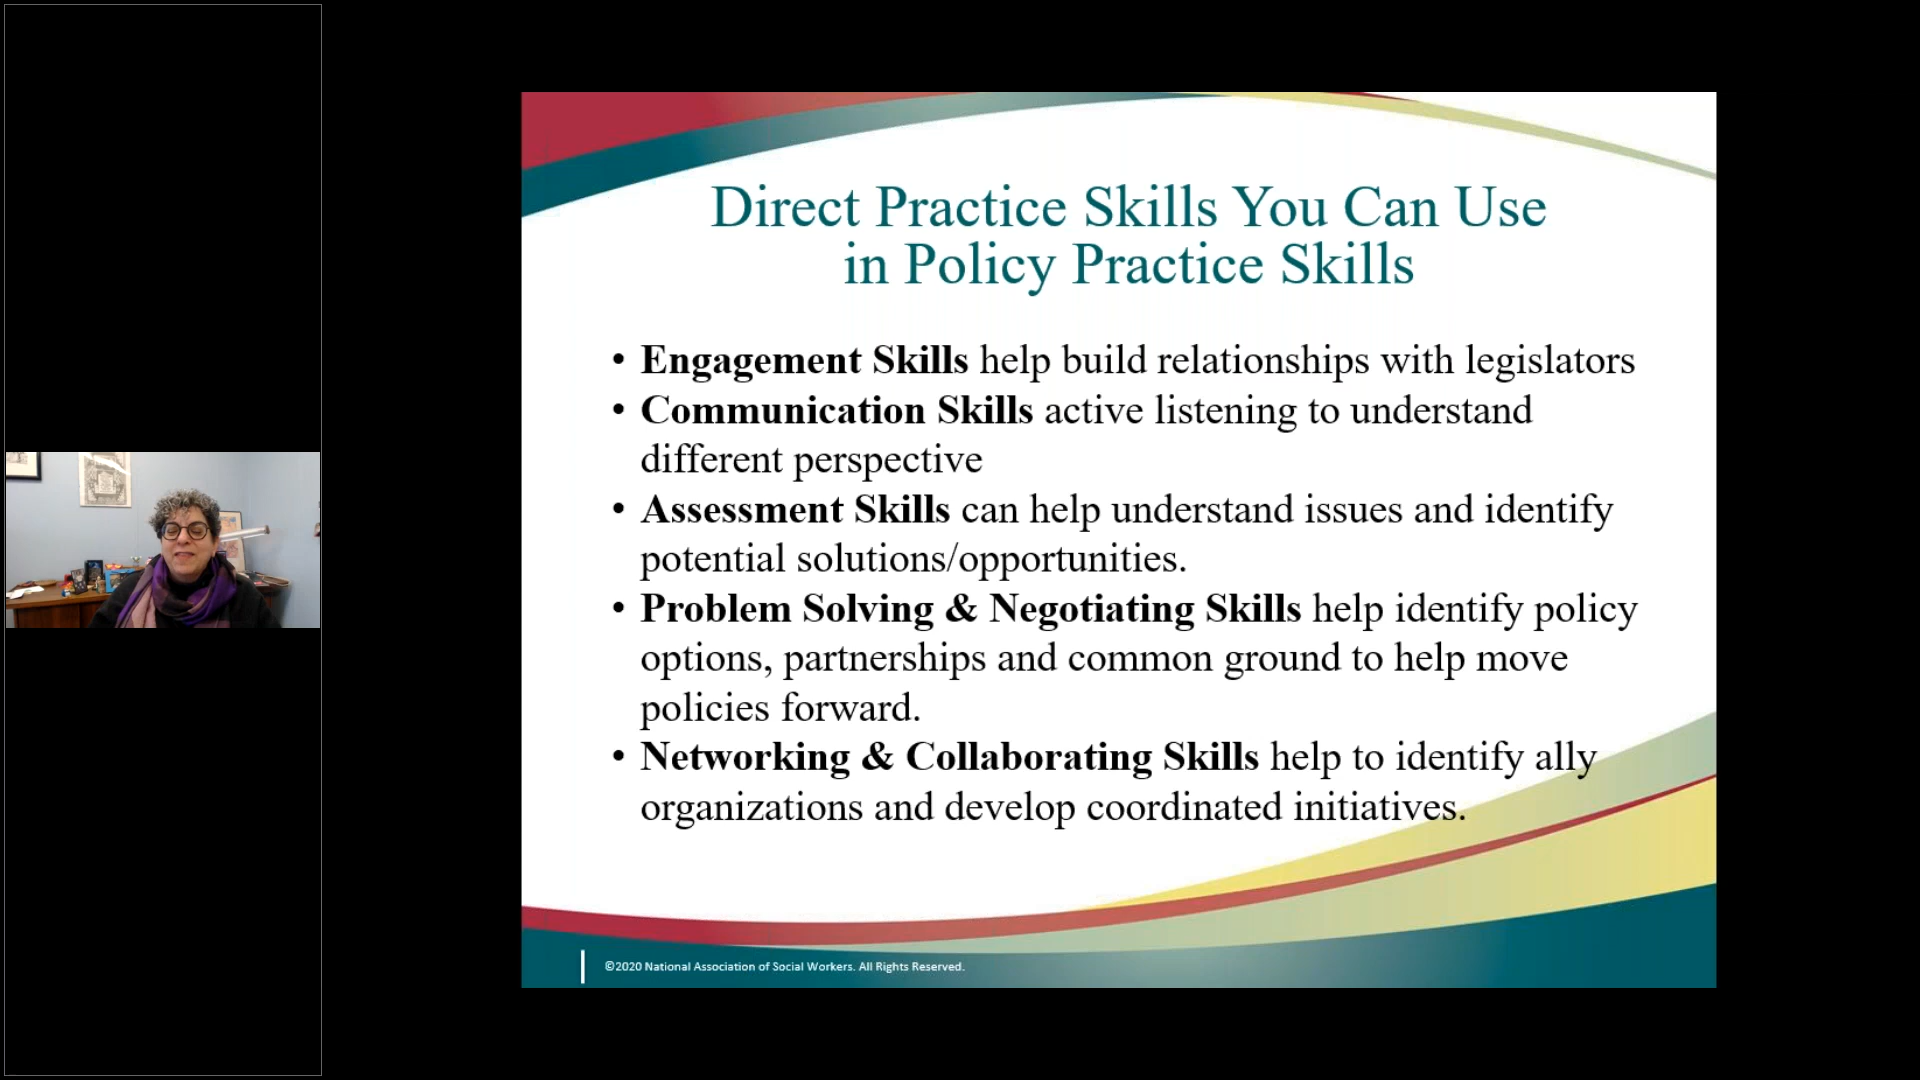 Direct Practice Skills You Can Use
in Policy Practice Skills
• Engagement Skills help build relationships with legislators
• Communication Skills active listening to understand
different perspective
• Assessment Skills can help understand issues and identify
potential solutions/opportunities.
• Problem Solving & Negotiating Skills help identify policy
options, partnerships and common ground to help move
policies forward.
• Networking & Collaborating Skills help to identify ally
organizations and develop coordinated initiatives.
©2020 National Association of Social Workers. All Rights Reserved.